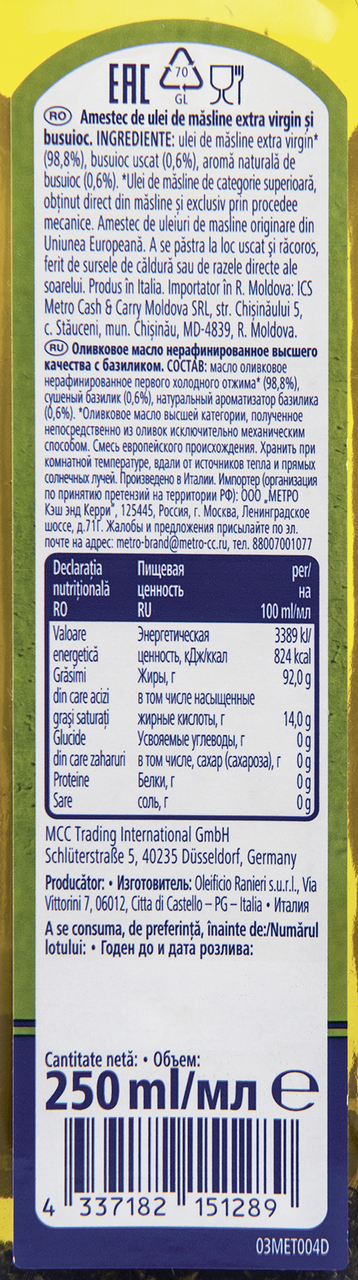 EAC 70 GL
RO Amestec de ulei de măsline extra virgin și
busuioc. INGREDIENTE: ulei de măsline extra virgin*
(98,8%), busuioc uscat (0,6%), aromă naturală de
busuioc (0,6%). *Ulei de măsline de categorie superioară,
obținut direct din măsline și exclusiv prin procedee
mecanice. Amestec de uleiuri de masline originare din
Uniunea Europeană. A se păstra la loc uscat și răcoros,
ferit de sursele de căldură sau de razele directe ale
soarelui. Produs în Italia. Importator în R. Moldova: ICS
Metro Cash & Carry Moldova SRL, str. Chișinăului 5,
c. Stăuceni, mun. Chișinău, MD-4839, R. Moldova.
RU Оливковое масло нерафинированное высшего
качества с базиликом. СОСТАВ: масло оливковое
нерафинированное первого холодного отжима* (98,8%),
сушеный базилик (0,6%), натуральный ароматизатор базилика
(0,6%). *Оливковое масло высшей категории, полученное
непосредственно из оливок исключительно механическим
способом. Смесь европейского происхождения. Хранить при
комнатной температуре, вдали от источников тепла и прямых
солнечных лучей. Произведено в Италии. Импортер (организация
по принятию претензий на территории РФ): ООО „МЕТРО
Кэш энд Керри", 125445, Россия, г. Москва, Ленинградское
шоссе, д.71Г. Жалобы и предложения присылайте по эл.
почте на адрес: metro-brand@metro-cc.ru, тел. 88007001077
Declarația Пищевая per/
nutrițională ценность на
RO RU 100 ml/мл
Valoare Энергетическая 3389 kJ/
energetică ценность, кДж/ккал 824 kcal
Grăsimi Жиры, г 92,0 g
din care acizi в том числе насыщенные
grași saturați жирные кислоты, г 14,0 g
Glucide Усвояемые углеводы, г 0 g
din care zaharuri в том числе, сахар (сахароза), г 0 g
Proteine Белки, г 0 g
Sare соль, г 0 g
MCC Trading International GmbH
Schlüterstraße 5, 40235 Düsseldorf, Germany
Producător: • Изготовитель: Oleificio Ranieri s.u.r.l., Via
Vittorini 7, 06012, Citta di Castello – PG – Italia • Италия
A se consuma, de preferință, înainte de:/Numărul
lotului: • Годен до и дата розлива:
Cantitate netă: • Объем:
250 ml/мл e
4 337182 151289
03MET004D